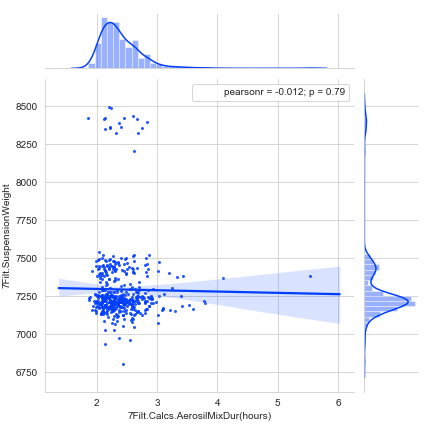 pearsonr = -0.012; p = 0.79
8500
8250
8000
7750
7500
7250
7000
6750
7Filt.SuspensionWeight
2 3 4 5 6
7Filt.Calcs.AerosilMixDur(hours)